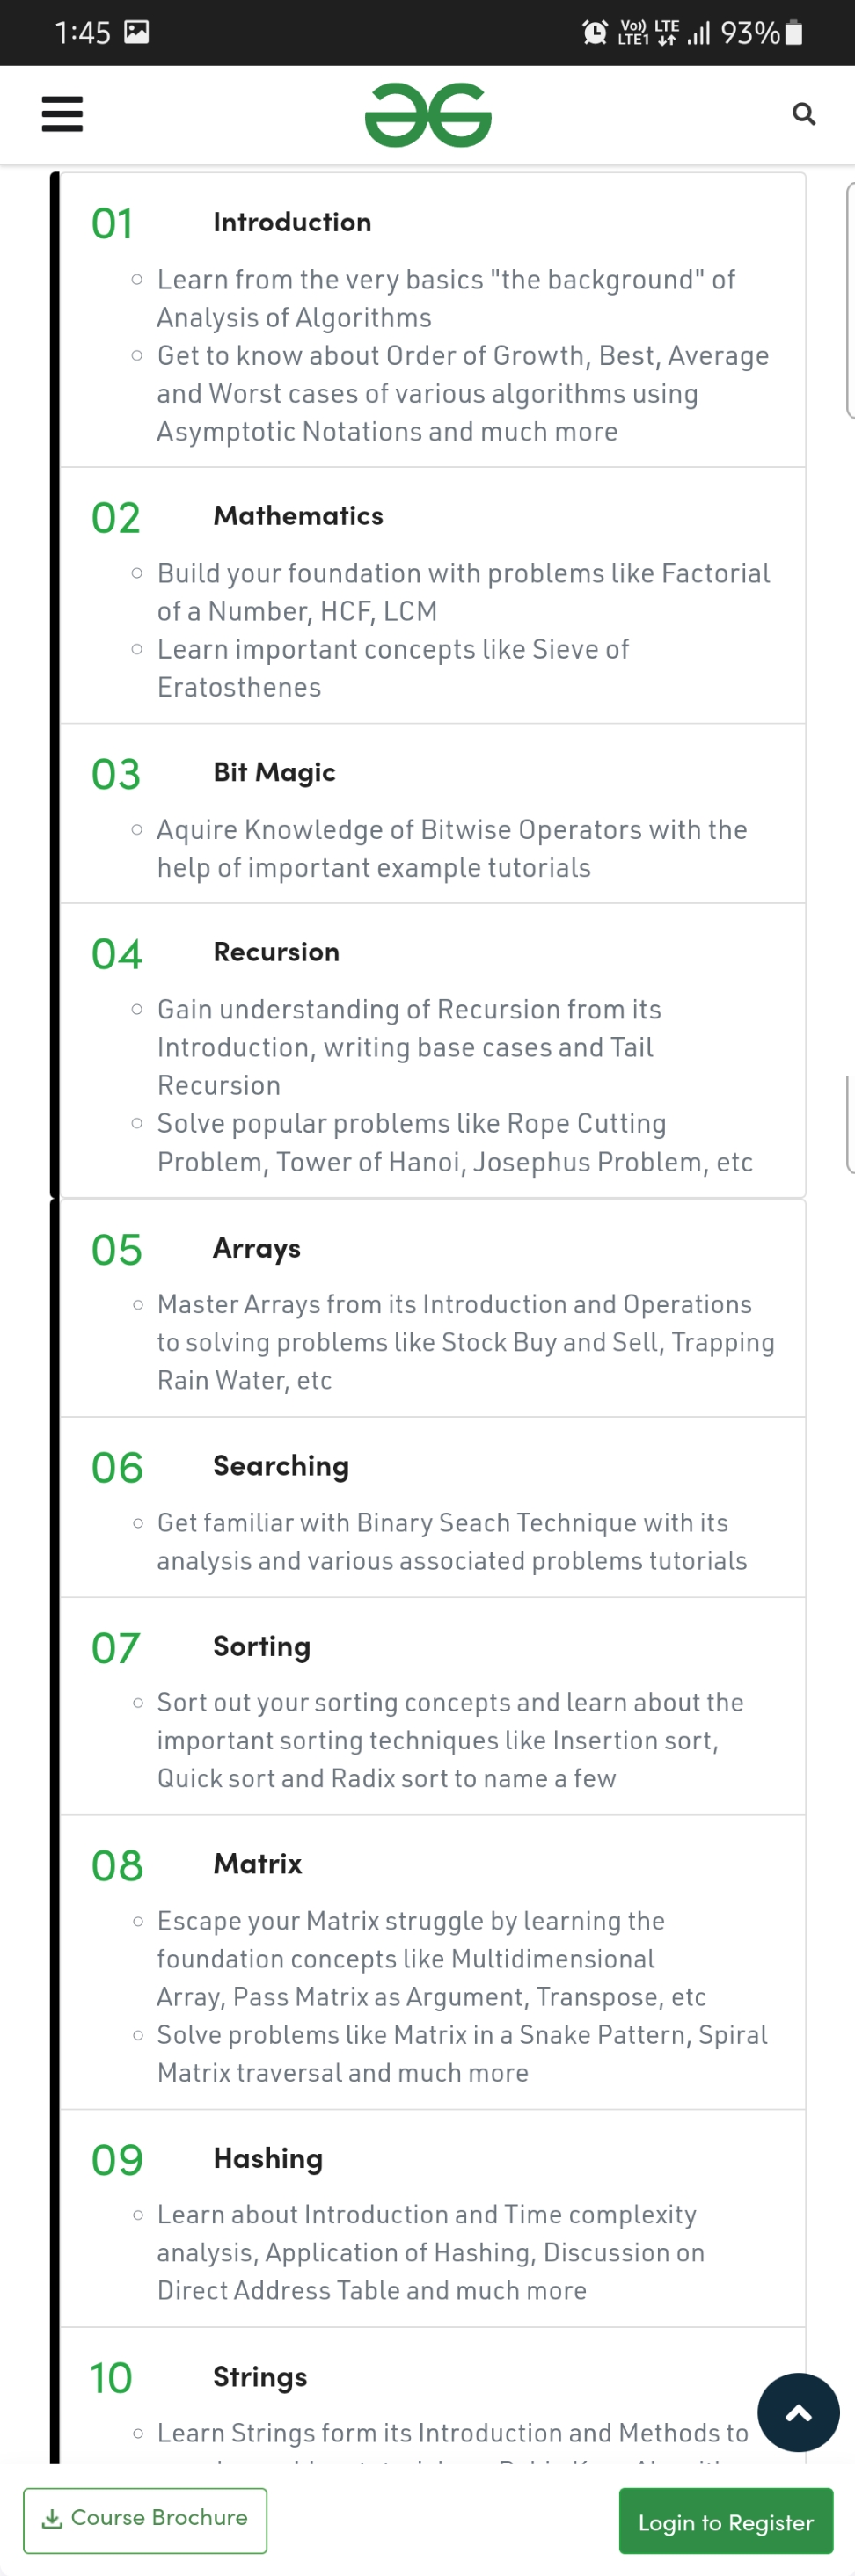 1:45
Vo)) LTE
LTE1
93%
01 Introduction
Learn from the very basics "the background" of
Analysis of Algorithms
Get to know about Order of Growth, Best, Average
and Worst cases of various algorithms using
Asymptotic Notations and much more
02 Mathematics
Build your foundation with problems like Factorial
of a Number, HCF, LCM
Learn important concepts like Sieve of
Eratosthenes
03 Bit Magic
Aquire Knowledge of Bitwise Operators with the
help of important example tutorials
04 Recursion
Gain understanding of Recursion from its
Introduction, writing base cases and Tail
Recursion
Solve popular problems like Rope Cutting
Problem, Tower of Hanoi, Josephus Problem, etc
05 Arrays
Master Arrays from its Introduction and Operations
to solving problems like Stock Buy and Sell, Trapping
Rain Water, etc
06 Searching
Get familiar with Binary Seach Technique with its
analysis and various associated problems tutorials
07 Sorting
Sort out your sorting concepts and learn about the
important sorting techniques like Insertion sort,
Quick sort and Radix sort to name a few
08 Matrix
Escape your Matrix struggle by learning the
foundation concepts like Multidimensional
Array, Pass Matrix as Argument, Transpose, etc
Solve problems like Matrix in a Snake Pattern, Spiral
Matrix traversal and much more
09 Hashing
Learn about Introduction and Time complexity
analysis, Application of Hashing, Discussion on
Direct Address Table and much more
10 Strings
Learn Strings form its Introduction and Methods to
Course Brochure
Login to Register